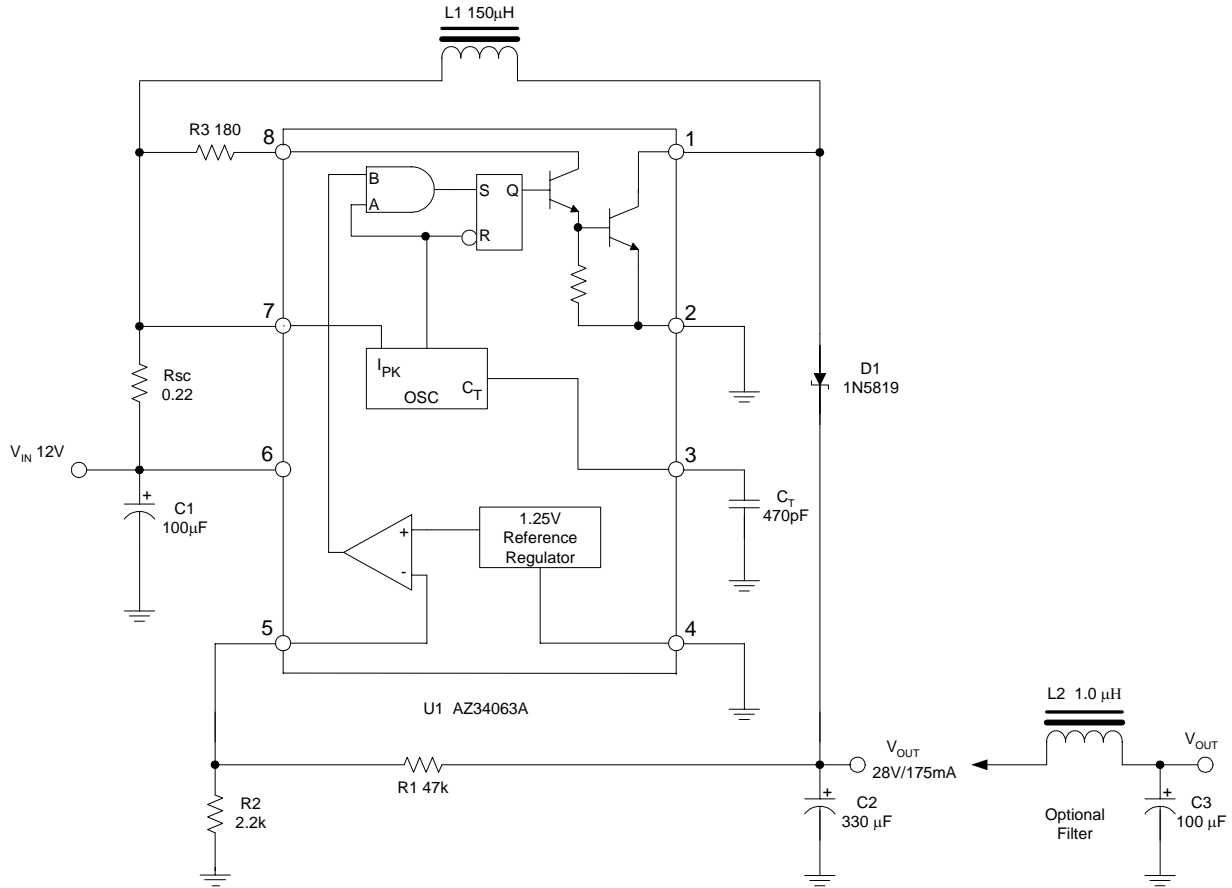 L1 150μH
R3 180
8
1
B
A
S
Q
R
7
2
I_PK
C_T
OSC
Rsc
0.22
D1
1N5819
V_IN 12V
6
3
+
C1
100μF
C_T
470pF
1.25V
Reference
Regulator
+
-
5
4
U1 AZ34063A
L2 1.0 μH
V_OUT
28V/175mA
V_OUT
R1 47k
R2
2.2k
+
C2
330 μF
Optional
Filter
+
C3
100 μF